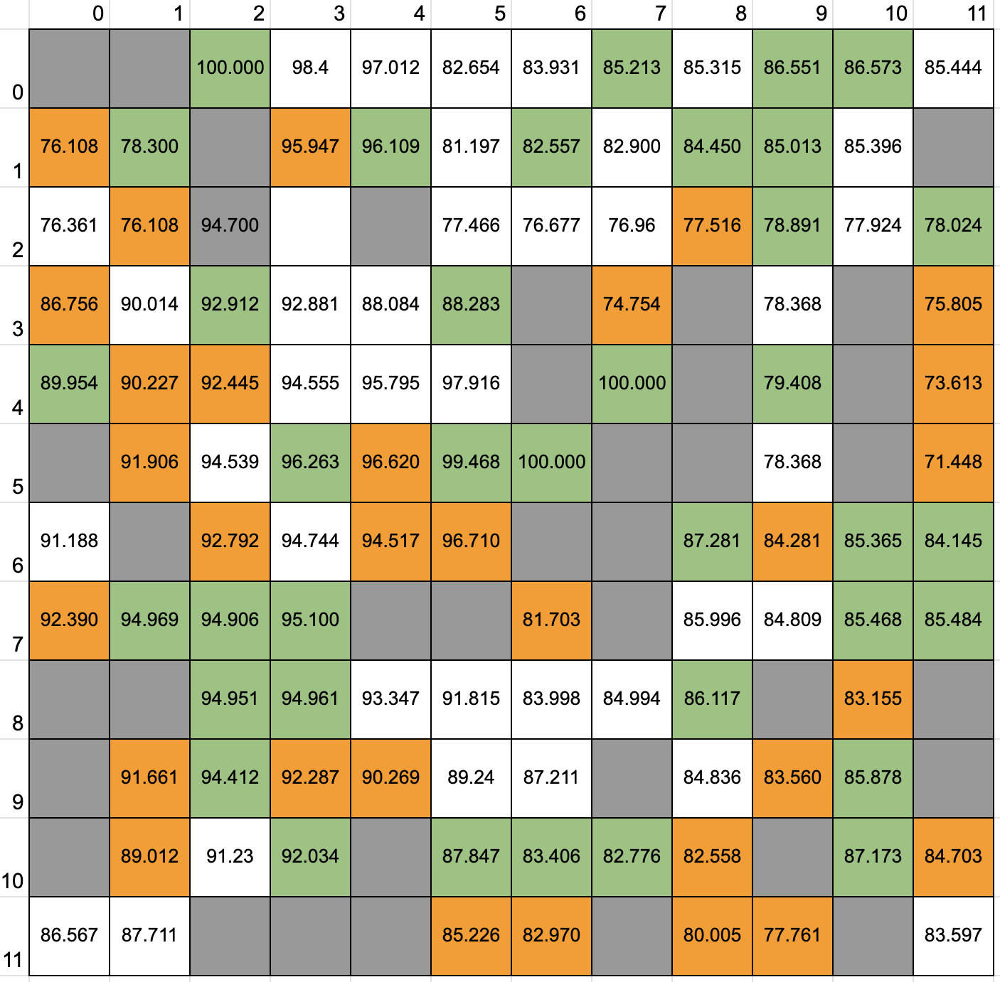 0 1 2 3 4 5 6 7 8 9 10 11
0 100.000 98.4 97.012 82.654 83.931 85.213 85.315 86.551 86.573 85.444
1 76.108 78.300 95.947 96.109 81.197 82.557 82.900 84.450 85.013 85.396
2 76.361 76.108 94.700 77.466 76.677 76.96 77.516 78.891 77.924 78.024
3 86.756 90.014 92.912 92.881 88.084 88.283 74.754 78.368 75.805
4 89.954 90.227 92.445 94.555 95.795 97.916 100.000 79.408 73.613
5 91.906 94.539 96.263 96.620 99.468 100.000 78.368 71.448
6 91.188 92.792 94.744 94.517 96.710 87.281 84.281 85.365 84.145
7 92.390 94.969 94.906 95.100 81.703 85.996 84.809 85.468 85.484
8 94.951 94.961 93.347 91.815 83.998 84.994 86.117 83.155
9 91.661 94.412 92.287 90.269 89.24 87.211 84.836 83.560 85.878
10 89.012 91.23 92.034 87.847 83.406 82.776 82.558 87.173 84.703
11 86.567 87.711 85.226 82.970 80.005 77.761 83.597